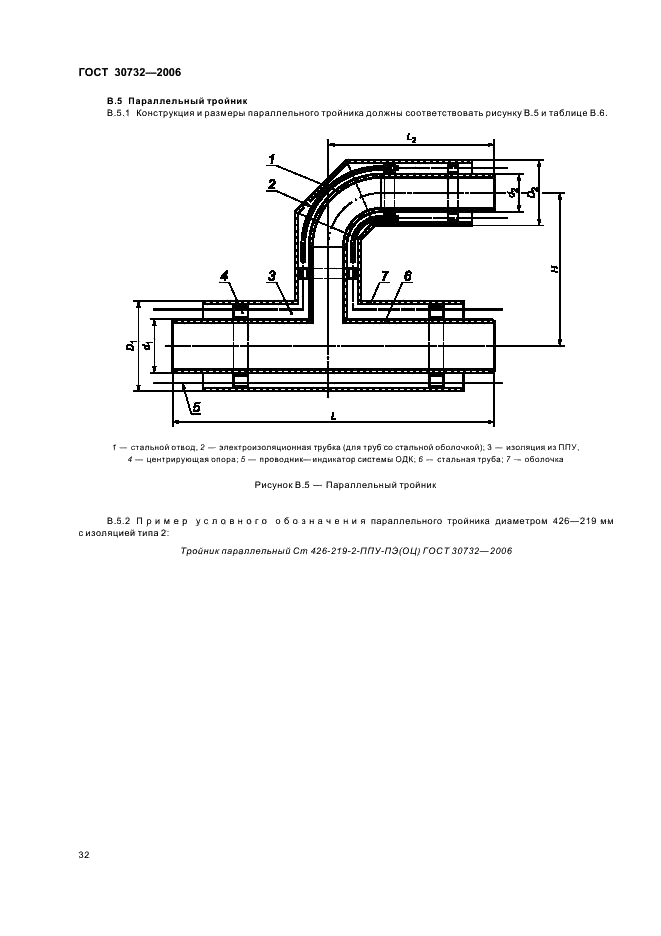 ГОСТ 30732—2006
В.5 Параллельный тройник
В.5.1 Конструкция и размеры параллельного тройника должны соответствовать рисунку В.5 и таблице В.6.
L2
1
2
d2
D2
H
4
3
7
6
D1
d1
5
L
1 — стальной отвод, 2 — электроизоляционная трубка (для труб со стальной оболочкой); 3 — изоляция из ППУ,
4 — центрирующая опора; 5 — проводник—индикатор системы ОДК; 6 — стальная труба; 7 — оболочка
Рисунок В.5 — Параллельный тройник
В.5.2 Пример условного обозначения параллельного тройника диаметром 426—219 мм
с изоляцией типа 2:
Тройник параллельный Ст 426-219-2-ППУ-ПЭ(ОЦ) ГОСТ 30732—2006
32